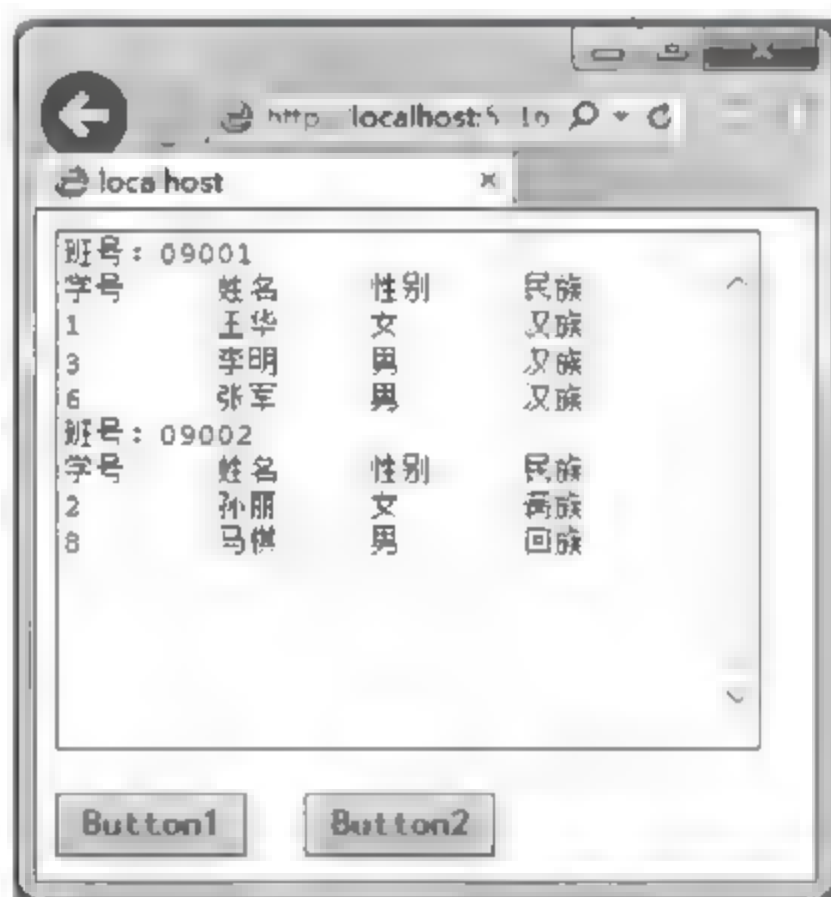 http localhost:
localhost
班号：09001
学号 姓名 性别 民族
1 王华 女 汉族
3 李明 男 汉族
6 张军 男 汉族
班号：09002
学号 姓名 性别 民族
2 孙丽 女 满族
8 马棋 男 回族
Button1 Button2